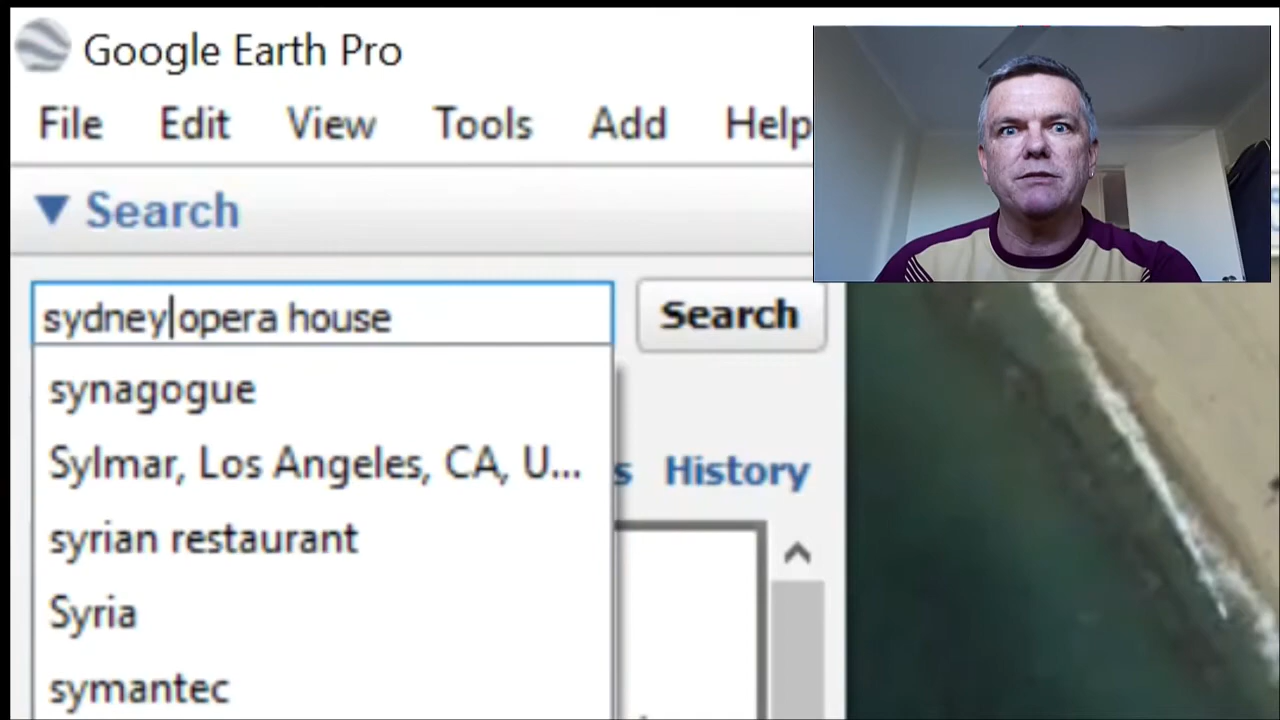 Google Earth Pro
File Edit View Tools Add Help
Search
sydney opera house Search
synagogue
Sylmar, Los Angeles, CA, U...
History
syrian restaurant
Syria
symantec